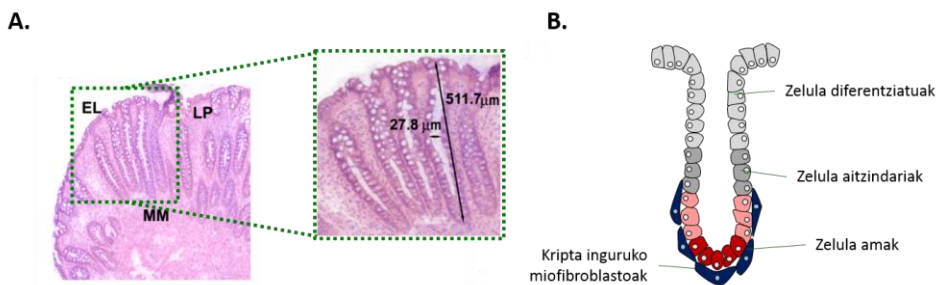 A.
EL
LP
MM
511.7µm
27.8 µm
B.
Zelula diferentziatuak
Zelula aitzindariak
Zelula amak
Kripta inguruko
miofibroblastoak